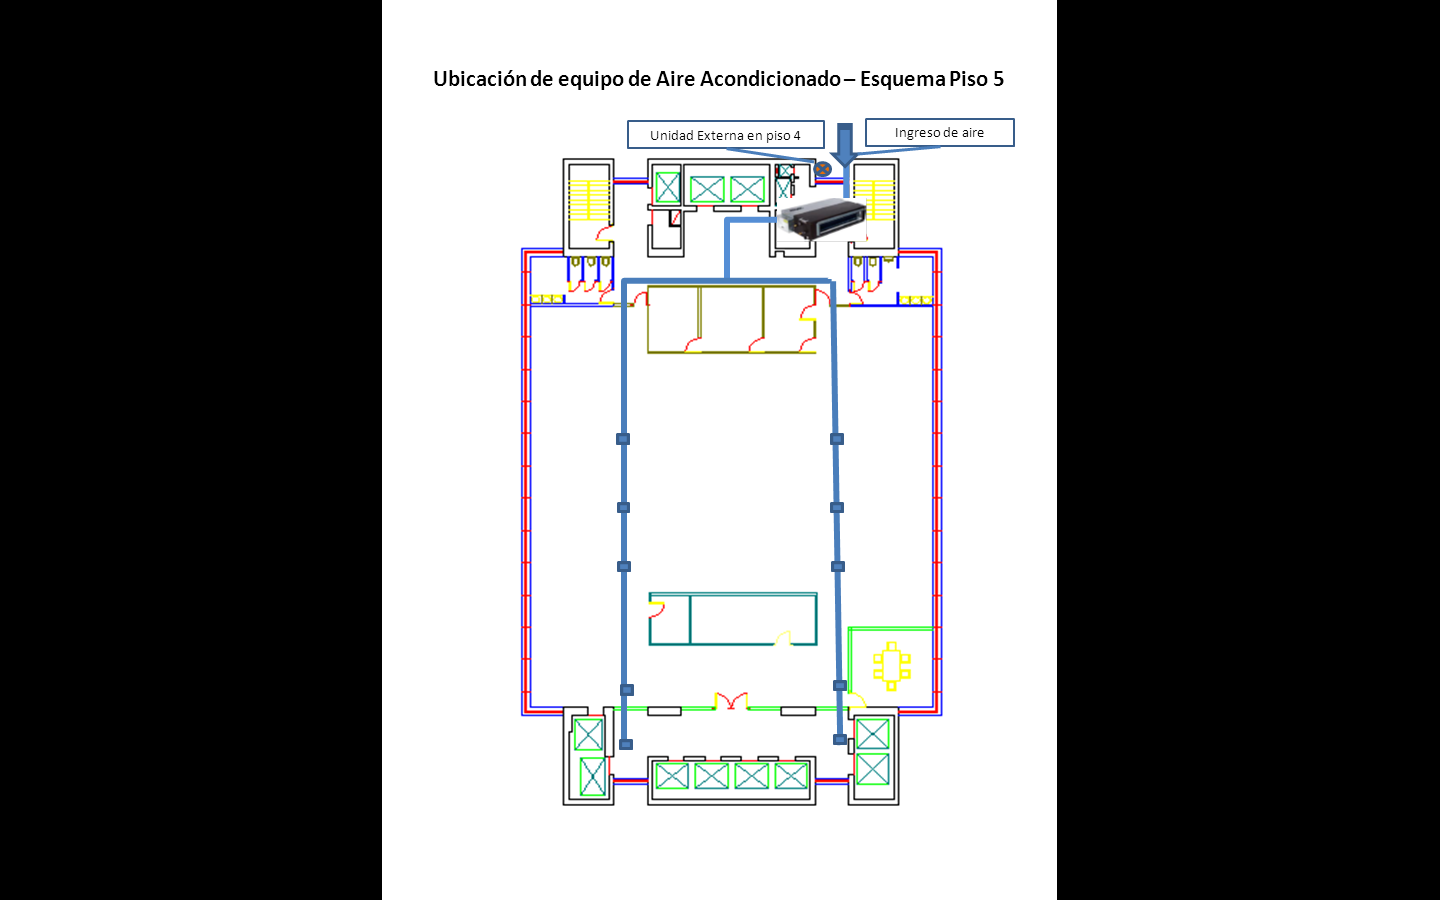 Ubicación de equipo de Aire Acondicionado – Esquema Piso 5
Unidad Externa en piso 4
Ingreso de aire